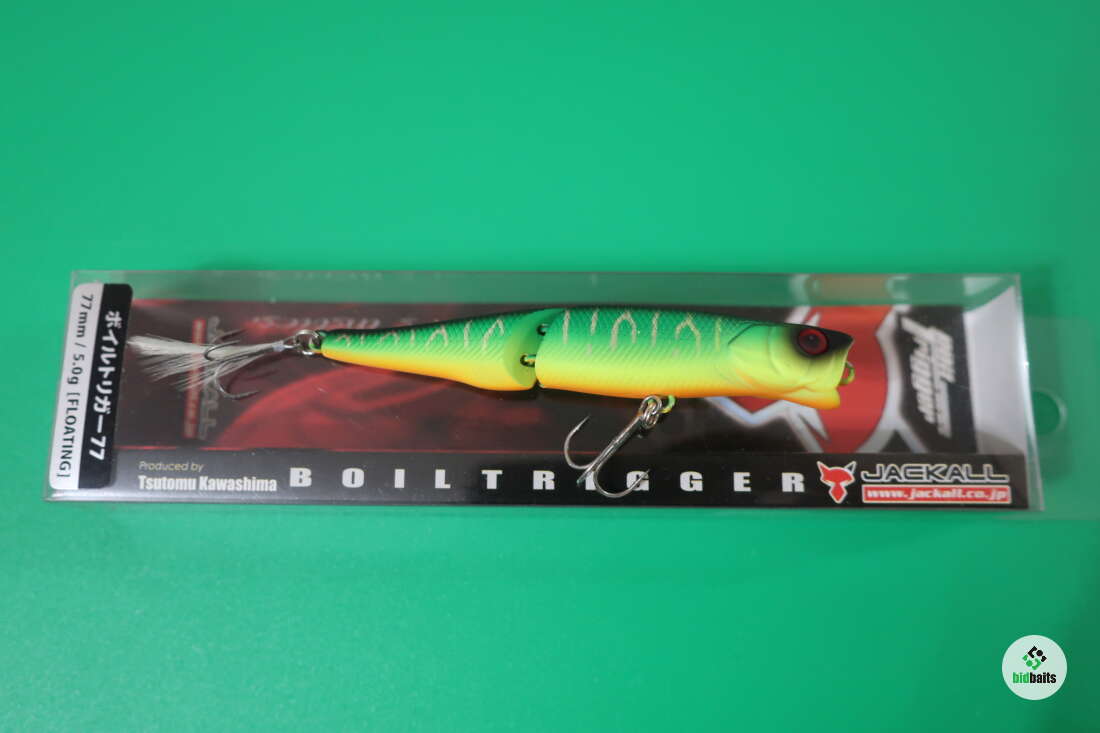 ボイルトリガー77
77mm / 5.0g [FLOATING]
Produced by
Tsutomu Kawashima
BOILTRIGGER
JACKALL
www.jackall.co.jp
bidbaits